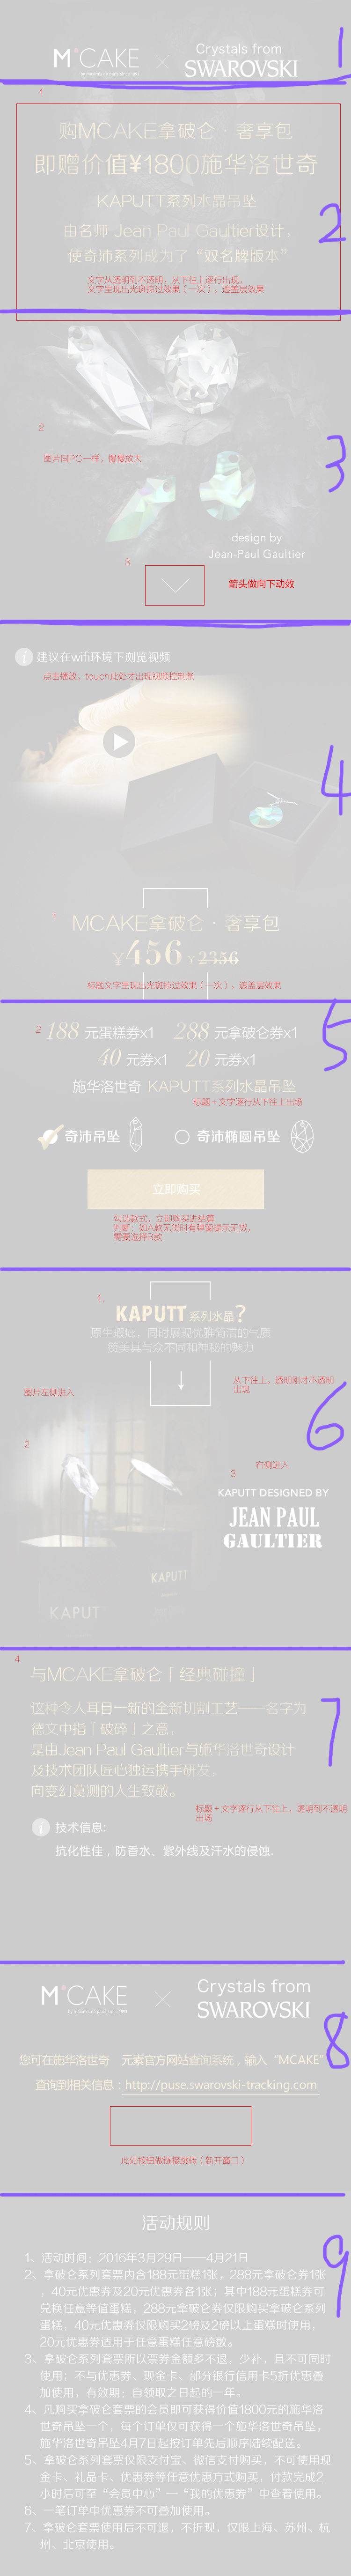 1
M°CAKE × Crystals from
SWAROVSKI
1
购MCAKE拿破仑·奢享包
即赠价值¥1800施华洛世奇
KAPUTT系列水晶吊坠
由名师 Jean Paul Gaultier设计，
使奇沛系列成为了“双名牌版本”
2
文字从透明到不透明，从下往上逐行出现，
文字呈现出光斑掠过效果（一次），遮盖层效果
2
图片向PC一样，慢慢放大
3
design by
Jean-Paul Gaultier
3
箭头做向下动效
i 建议在wifi环境下浏览视频
点击播放，touch此处才出现视频控制条
4
1
MCAKE拿破仑·奢享包
¥456 ¥2356
标题文字呈现出光斑掠过效果（一次），遮盖层效果
5
2
188 元蛋糕券x1 288 元拿破仑券x1
40 元券x1 20 元券x1
施华洛世奇 KAPUTT系列水晶吊坠
标题+文字逐行从下往上出场
奇沛吊坠 奇沛椭圆吊坠
立即购买
勾选款式，立即购买进结算
判断：如A款无货时有弹窗提示无货，
需要选择B款
1.
KAPUTT 系列水晶?
原生瑕疵，同时展现优雅简洁的气质
赞美其与众不同和神秘的魅力
从下往上，透明刚才不透明
出现
图片左侧进入
6
2
右侧进入
3
KAPUTT DESIGNED BY
JEAN PAUL
GAULTIER
KAPUTT
KAPUT
4
与MCAKE拿破仑「经典碰撞」
7
这种令人耳目一新的全新切割工艺——名字为
德文中指「破碎」之意，
是由Jean Paul Gaultier与施华洛世奇设计
及技术团队匠心独运携手研发，
向变幻莫测的人生致敬。
标题+文字逐行从下往上，透明到不透明
出场
i 技术信息:
抗化性佳，防香水、紫外线及汗水的侵蚀.
M°CAKE × Crystals from
SWAROVSKI
8
您可在施华洛世奇 元素官方网站查询系统，输入“MCAKE”
查询到相关信息：http://puse.swarovski-tracking.com
此处按钮做链接跳转（新开窗口）
活动规则
9
1、活动时间；2016年3月29日——4月21日
2、拿破仑系列套票内含188元蛋糕1张、288元拿破仑券1张
，40元优惠券及20元优惠券各1张；其中188元蛋糕券可
兑换任意等值蛋糕，288元拿破仑券仅限购买拿破仑系列
蛋糕，40元优惠券仅限购买2磅及2磅以上蛋糕时使用，
20元优惠券适用于任意蛋糕任意磅数。
3、拿破仑系列套票所以票券金额多不退，少补，且不可同时
使用；不与优惠券、现金卡、部分银行信用卡5折优惠叠
加使用，有效期；自领取之日起的一年。
4、凡购买拿破仑套票的会员即可获得价值1800元的施华洛
世奇吊坠一个，每个订单仅可获得一个施华洛世奇吊坠，
施华洛世奇吊坠4月7日起按订单先后顺序陆续配送。
5、拿破仑系列套票仅限支付宝、微信支付购买，不可使用现
金卡、礼品卡、优惠券等任意优惠方式购买，付款完成2
小时后可至“会员中心”—“我的优惠券”中查看使用。
6、一笔订单中优惠券不可叠加使用。
7、拿破仑套票使用后不可退，不折现，仅限上海、苏州、杭
州、北京使用。